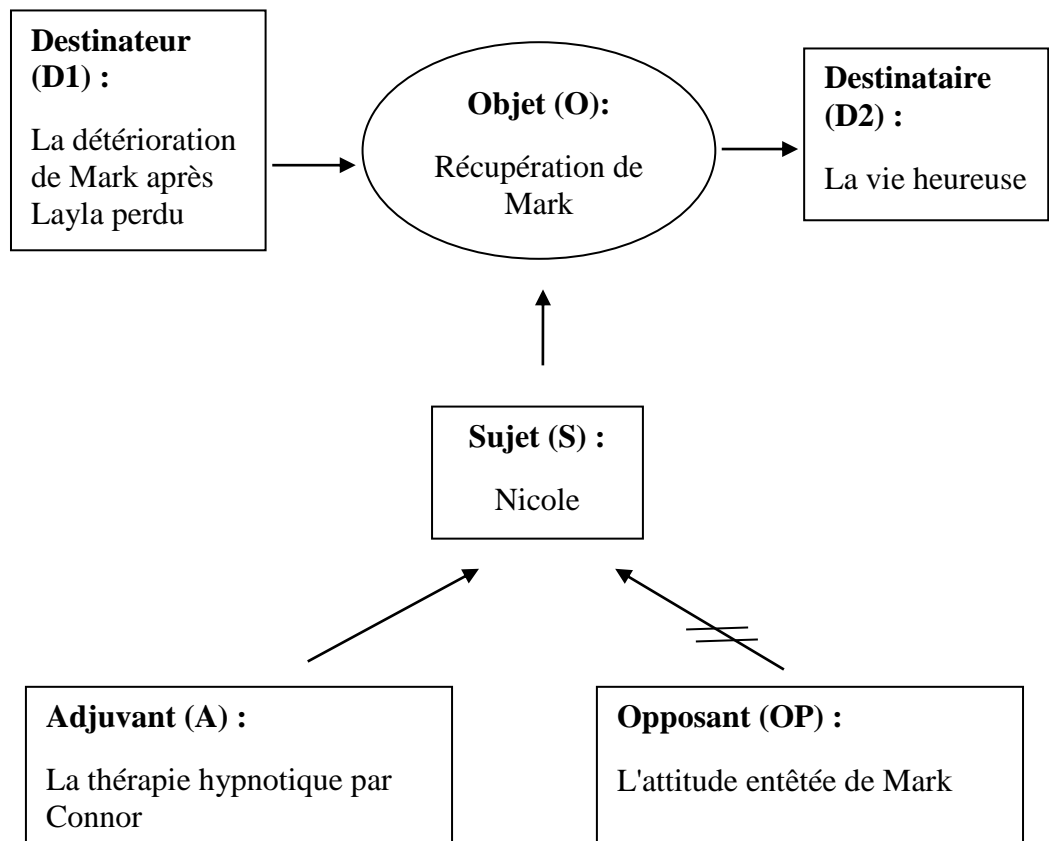 Destinateur
(D1) :
La détérioration
de Mark après
Layla perdu
Objet (O):
Récupération de
Mark
Destinataire
(D2) :
La vie heureuse
Sujet (S) :
Nicole
Adjuvant (A) :
La thérapie hypnotique par
Connor
Opposant (OP) :
L'attitude entêtée de Mark